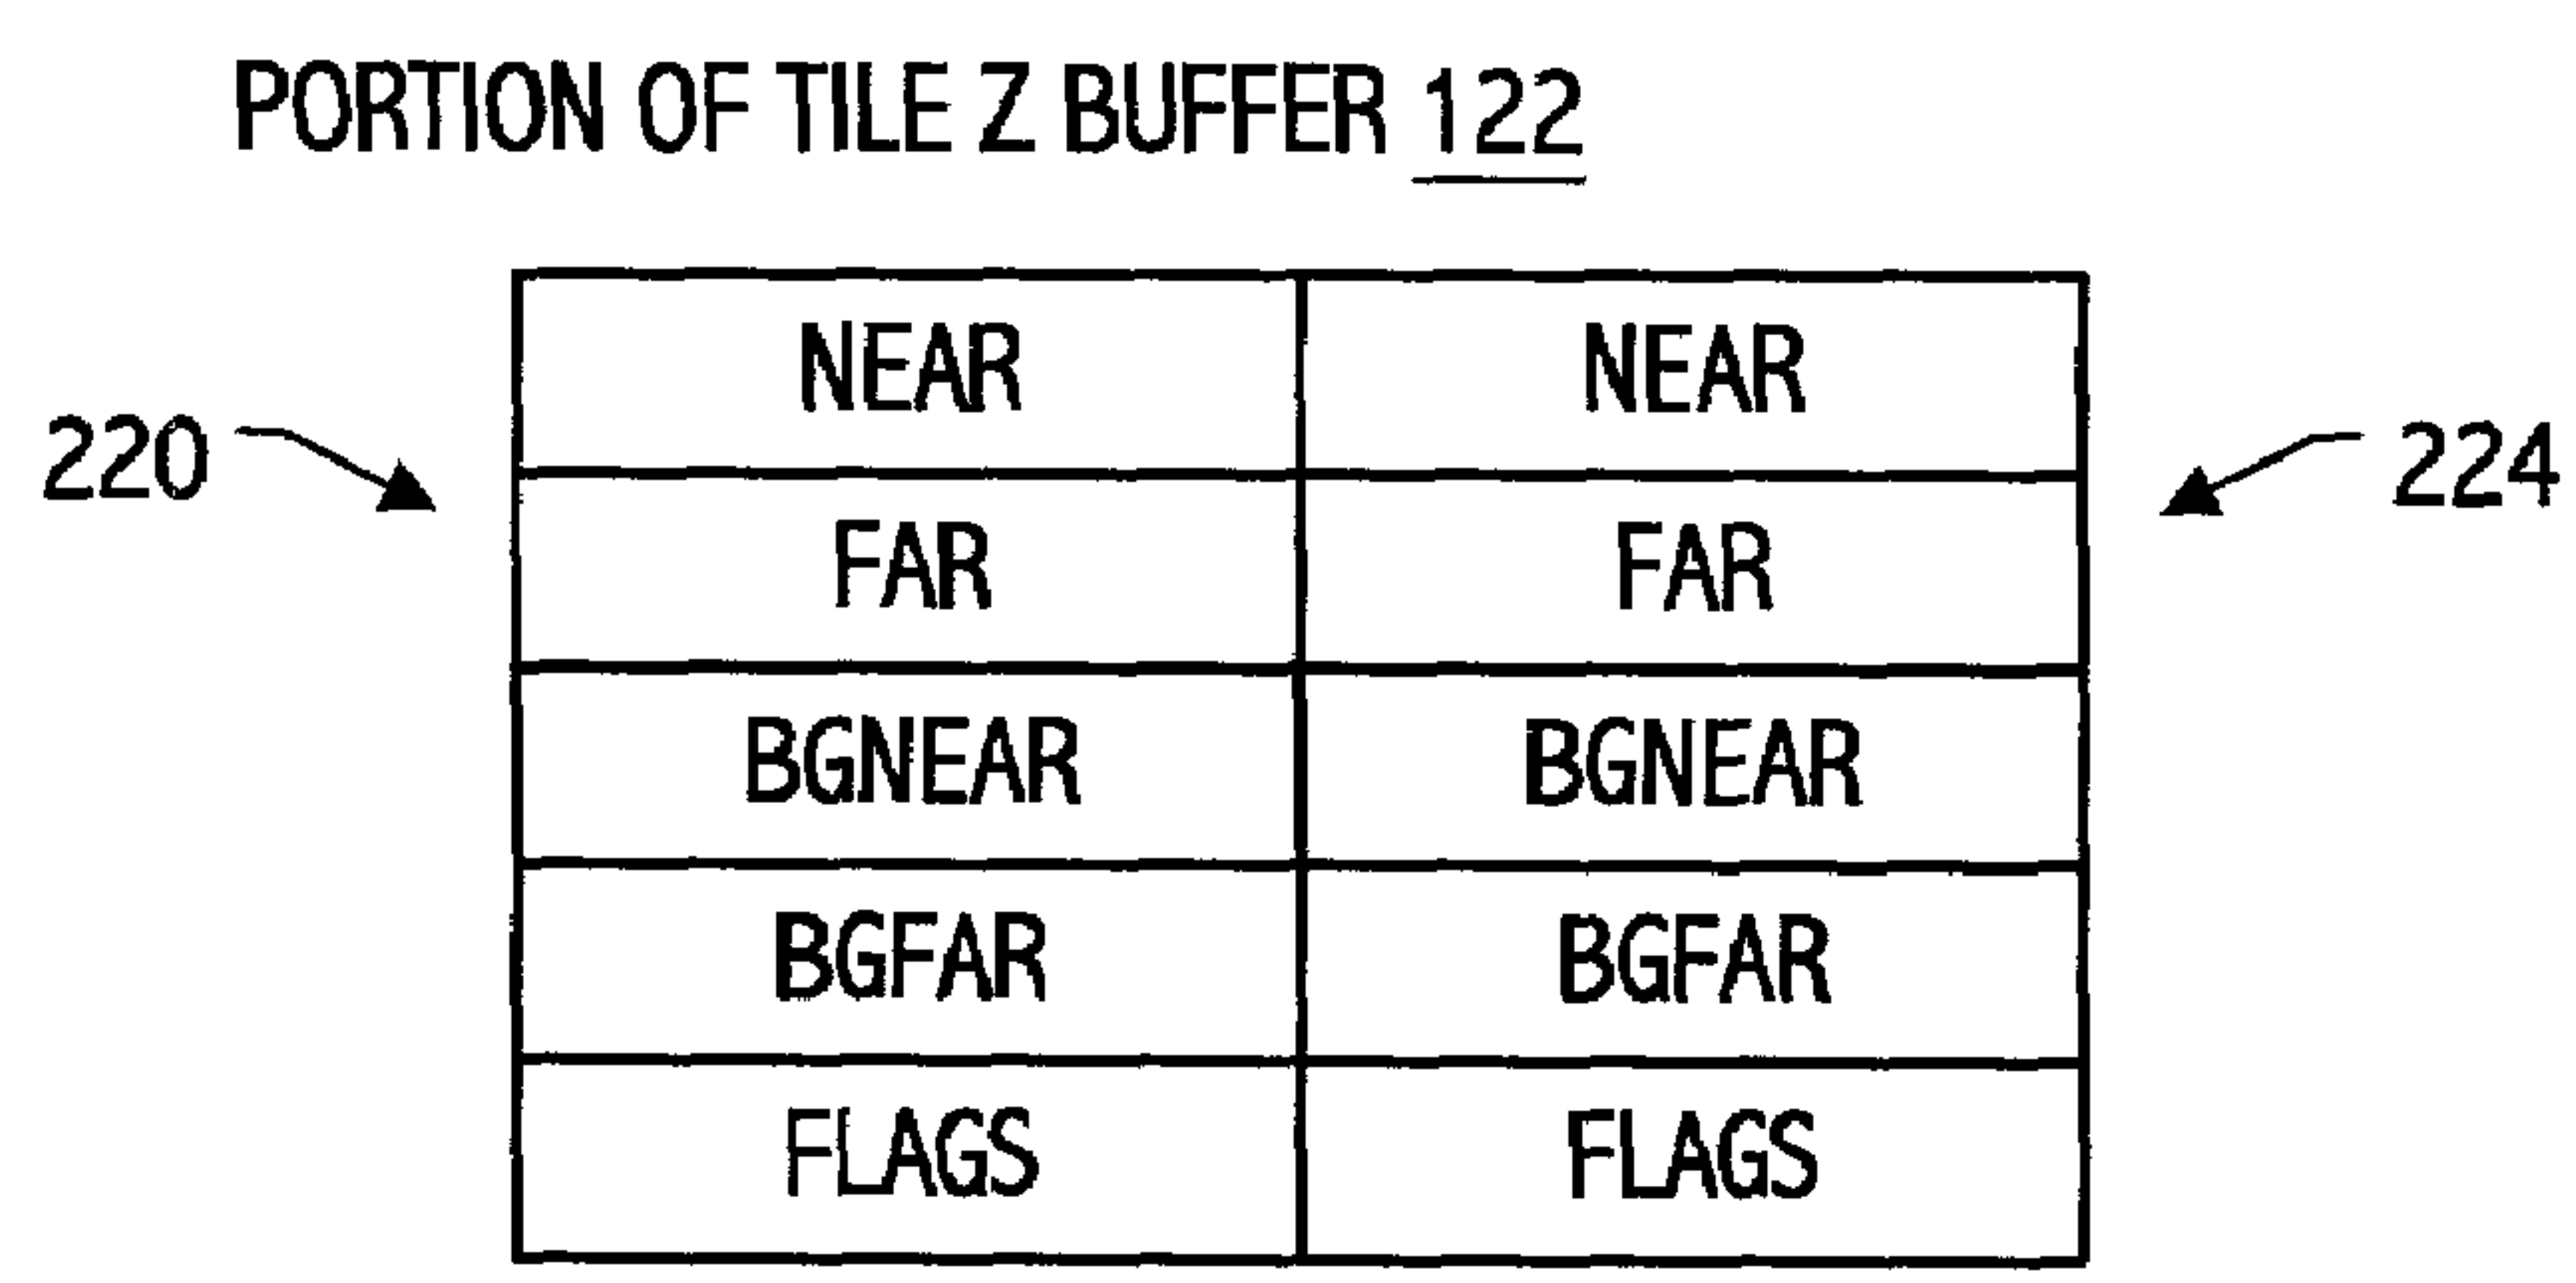 PORTION OF TILE Z BUFFER 122
NEAR NEAR
220 224
FAR FAR
BGNEAR BGNEAR
BGFAR BGFAR
FLAGS FLAGS